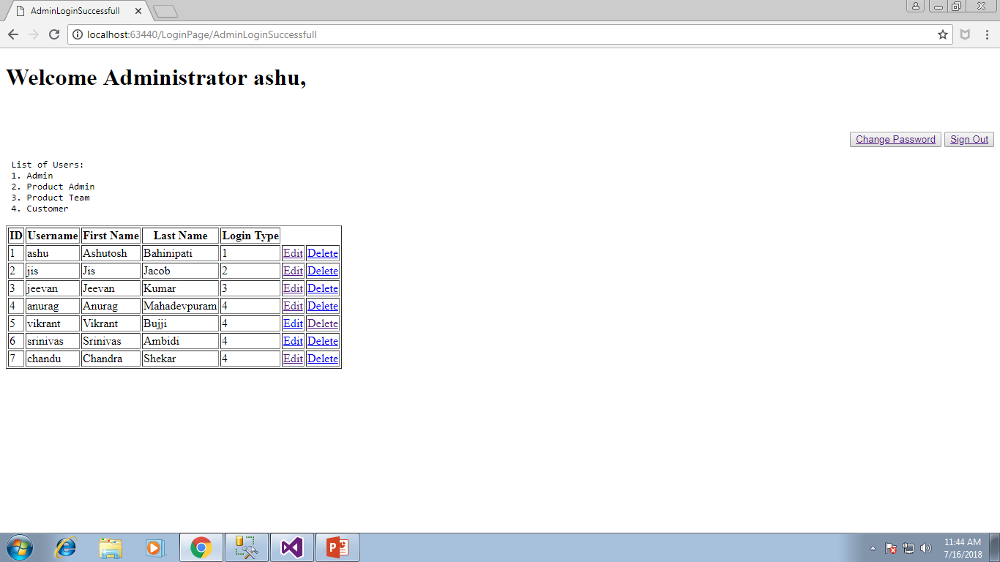 AdminLoginSuccessfull
localhost:63440/LoginPage/AdminLoginSuccessfull
Welcome Administrator ashu,
Change Password Sign Out
List of Users:
1. Admin
2. Product Admin
3. Product Team
4. Customer
ID Username First Name Last Name Login Type
1 ashu Ashutosh Bahinipati 1 Edit Delete
2 jis Jis Jacob 2 Edit Delete
3 jeevan Jeevan Kumar 3 Edit Delete
4 anurag Anurag Mahadevpuram 4 Edit Delete
5 vikrant Vikrant Bujji 4 Edit Delete
6 srinivas Srinivas Ambidi 4 Edit Delete
7 chandu Chandra Shekar 4 Edit Delete
11:44 AM
7/16/2018